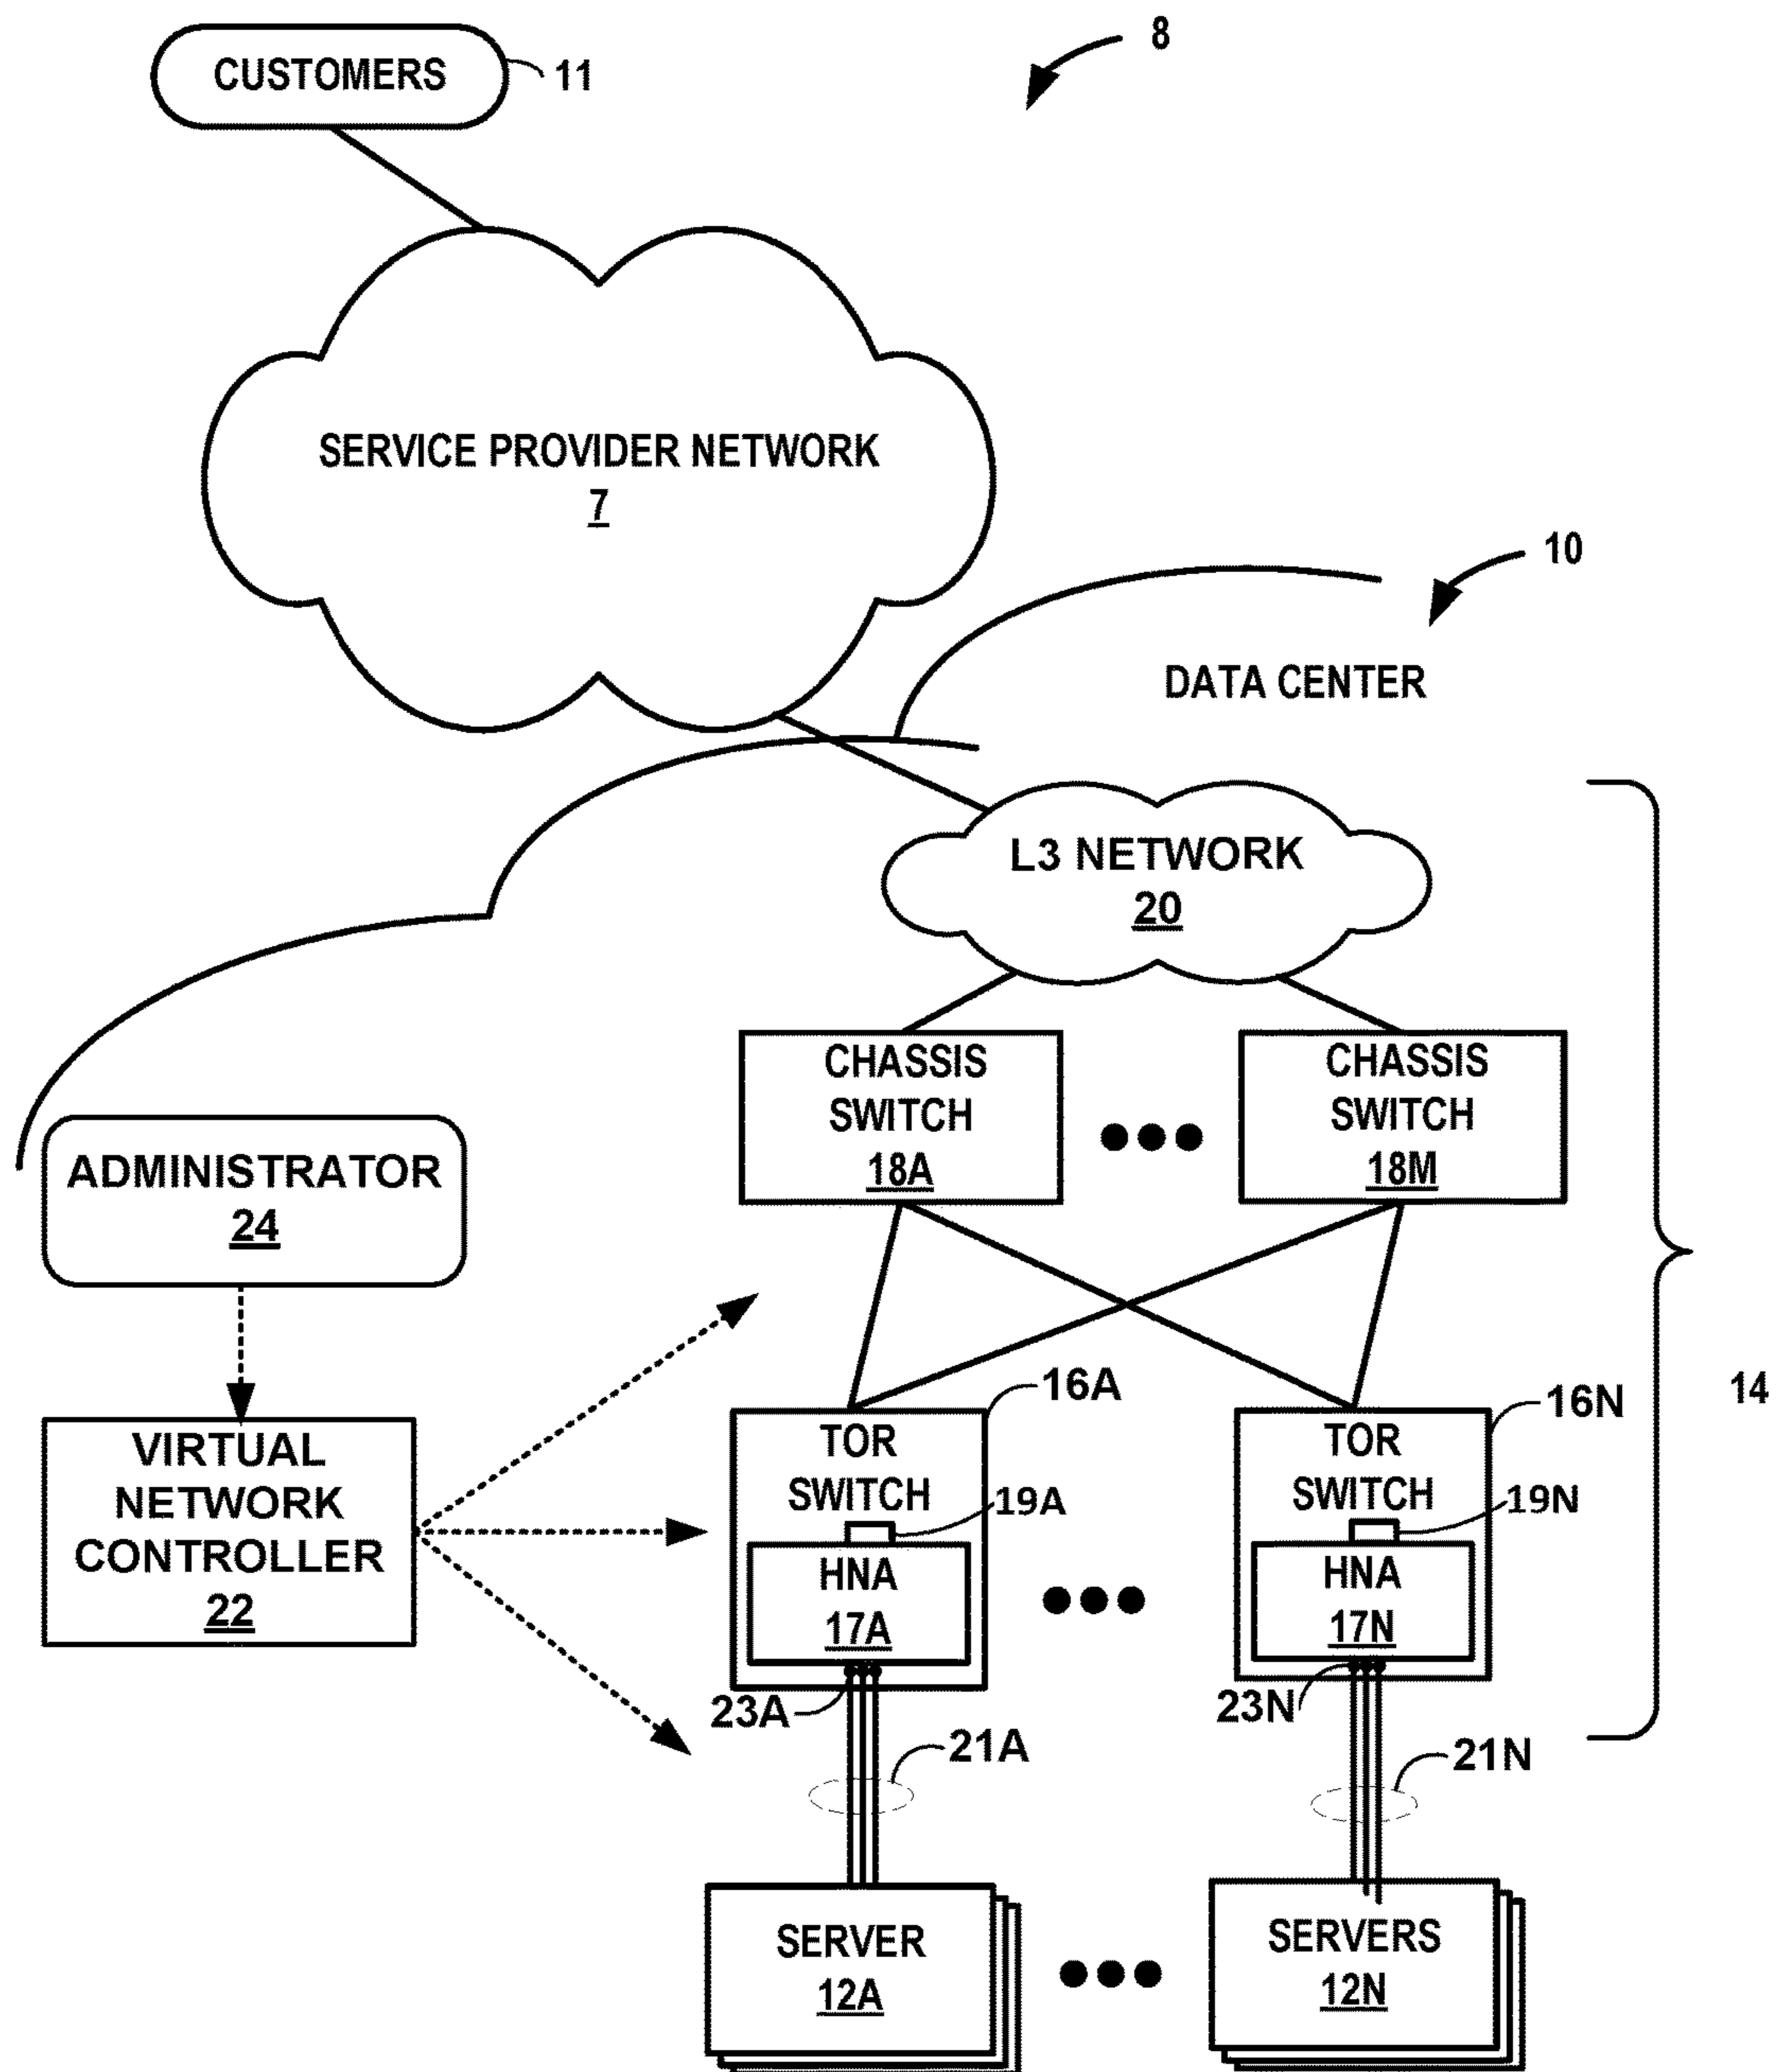 8
CUSTOMERS
11
SERVICE PROVIDER NETWORK
7
10
DATA CENTER
L3 NETWORK
20
CHASSIS
SWITCH
18A
CHASSIS
SWITCH
18M
ADMINISTRATOR
24
14
16A
16N
VIRTUAL
NETWORK
CONTROLLER
22
TOR
SWITCH
19A
HNA
17A
TOR
SWITCH
19N
HNA
17N
23A
23N
21A
21N
SERVER
12A
SERVERS
12N